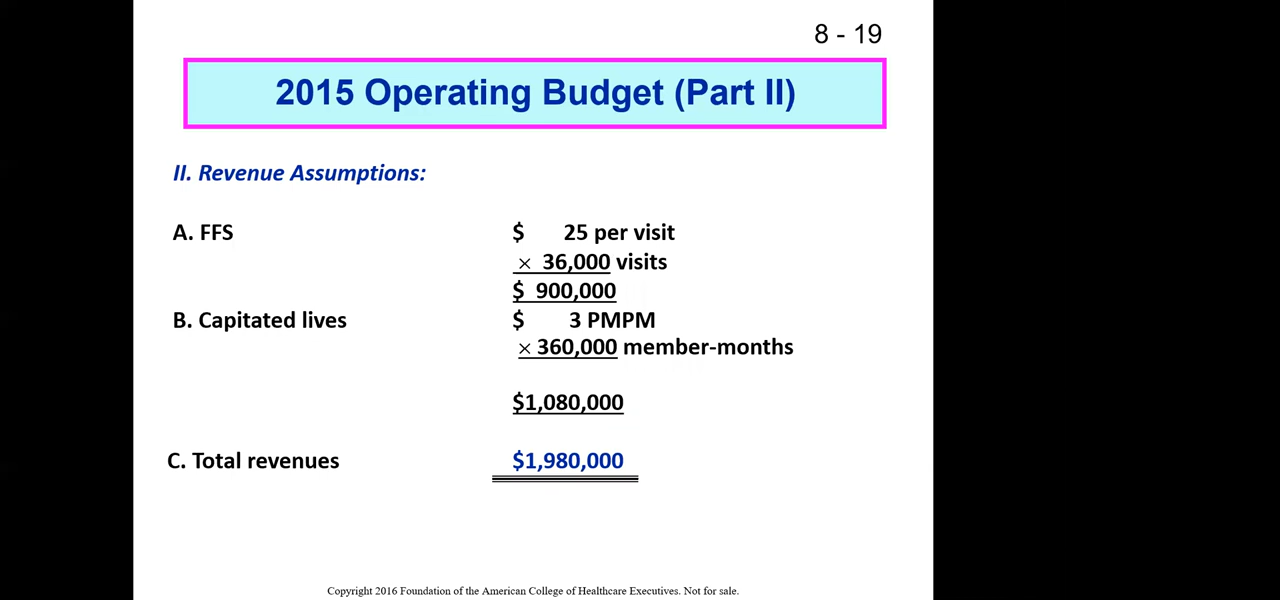 8 - 19
2015 Operating Budget (Part II)
II. Revenue Assumptions:
A. FFS $ 25 per visit
× 36,000 visits
$ 900,000
B. Capitated lives $ 3 PMPM
× 360,000 member-months
$1,080,000
C. Total revenues $1,980,000
Copyright 2016 Foundation of the American College of Healthcare Executives. Not for sale.